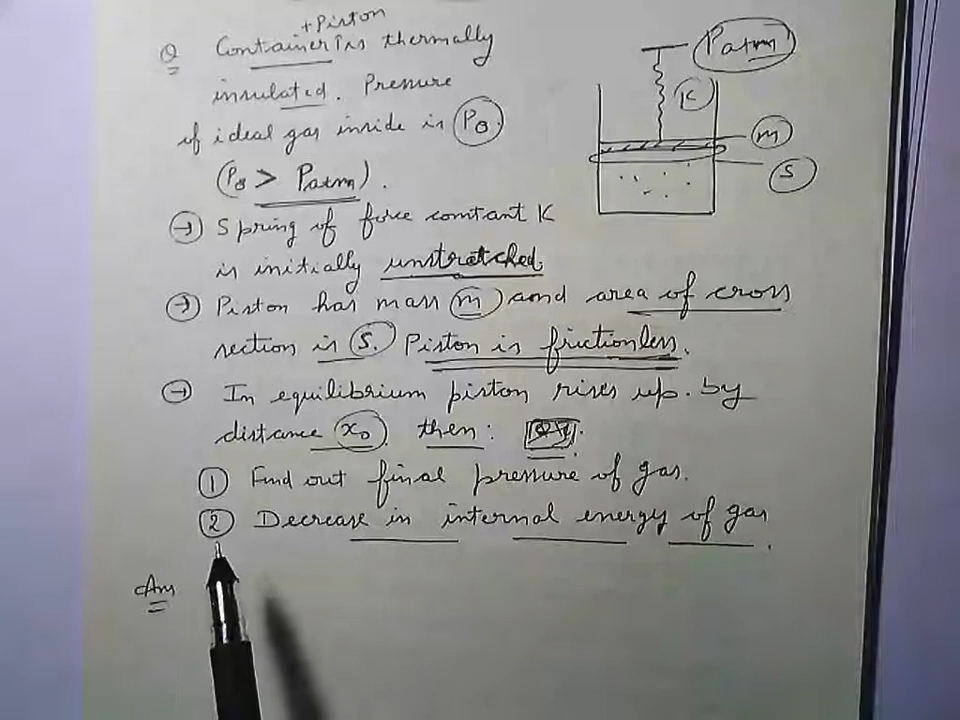 +Piston
Q Container is thermally
insulated. Pressure
of ideal gas inside is P0.
(P0 > Patm).
→ Spring of force constant K
is initially unstretched.
→ Piston has mass m and area of cross
section is S. Piston is frictionless.
→ In equilibrium piston rises up. by
distance x0 then:
① Find out final pressure of gas.
② Decrease in internal energy of gas.
Ans
Patm
K
m
S